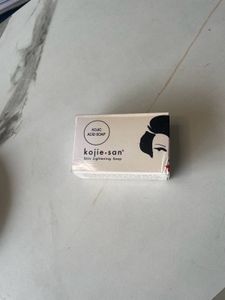 KOJIC
ACID SOAP
kojie-san®
Skin Lightening Soap